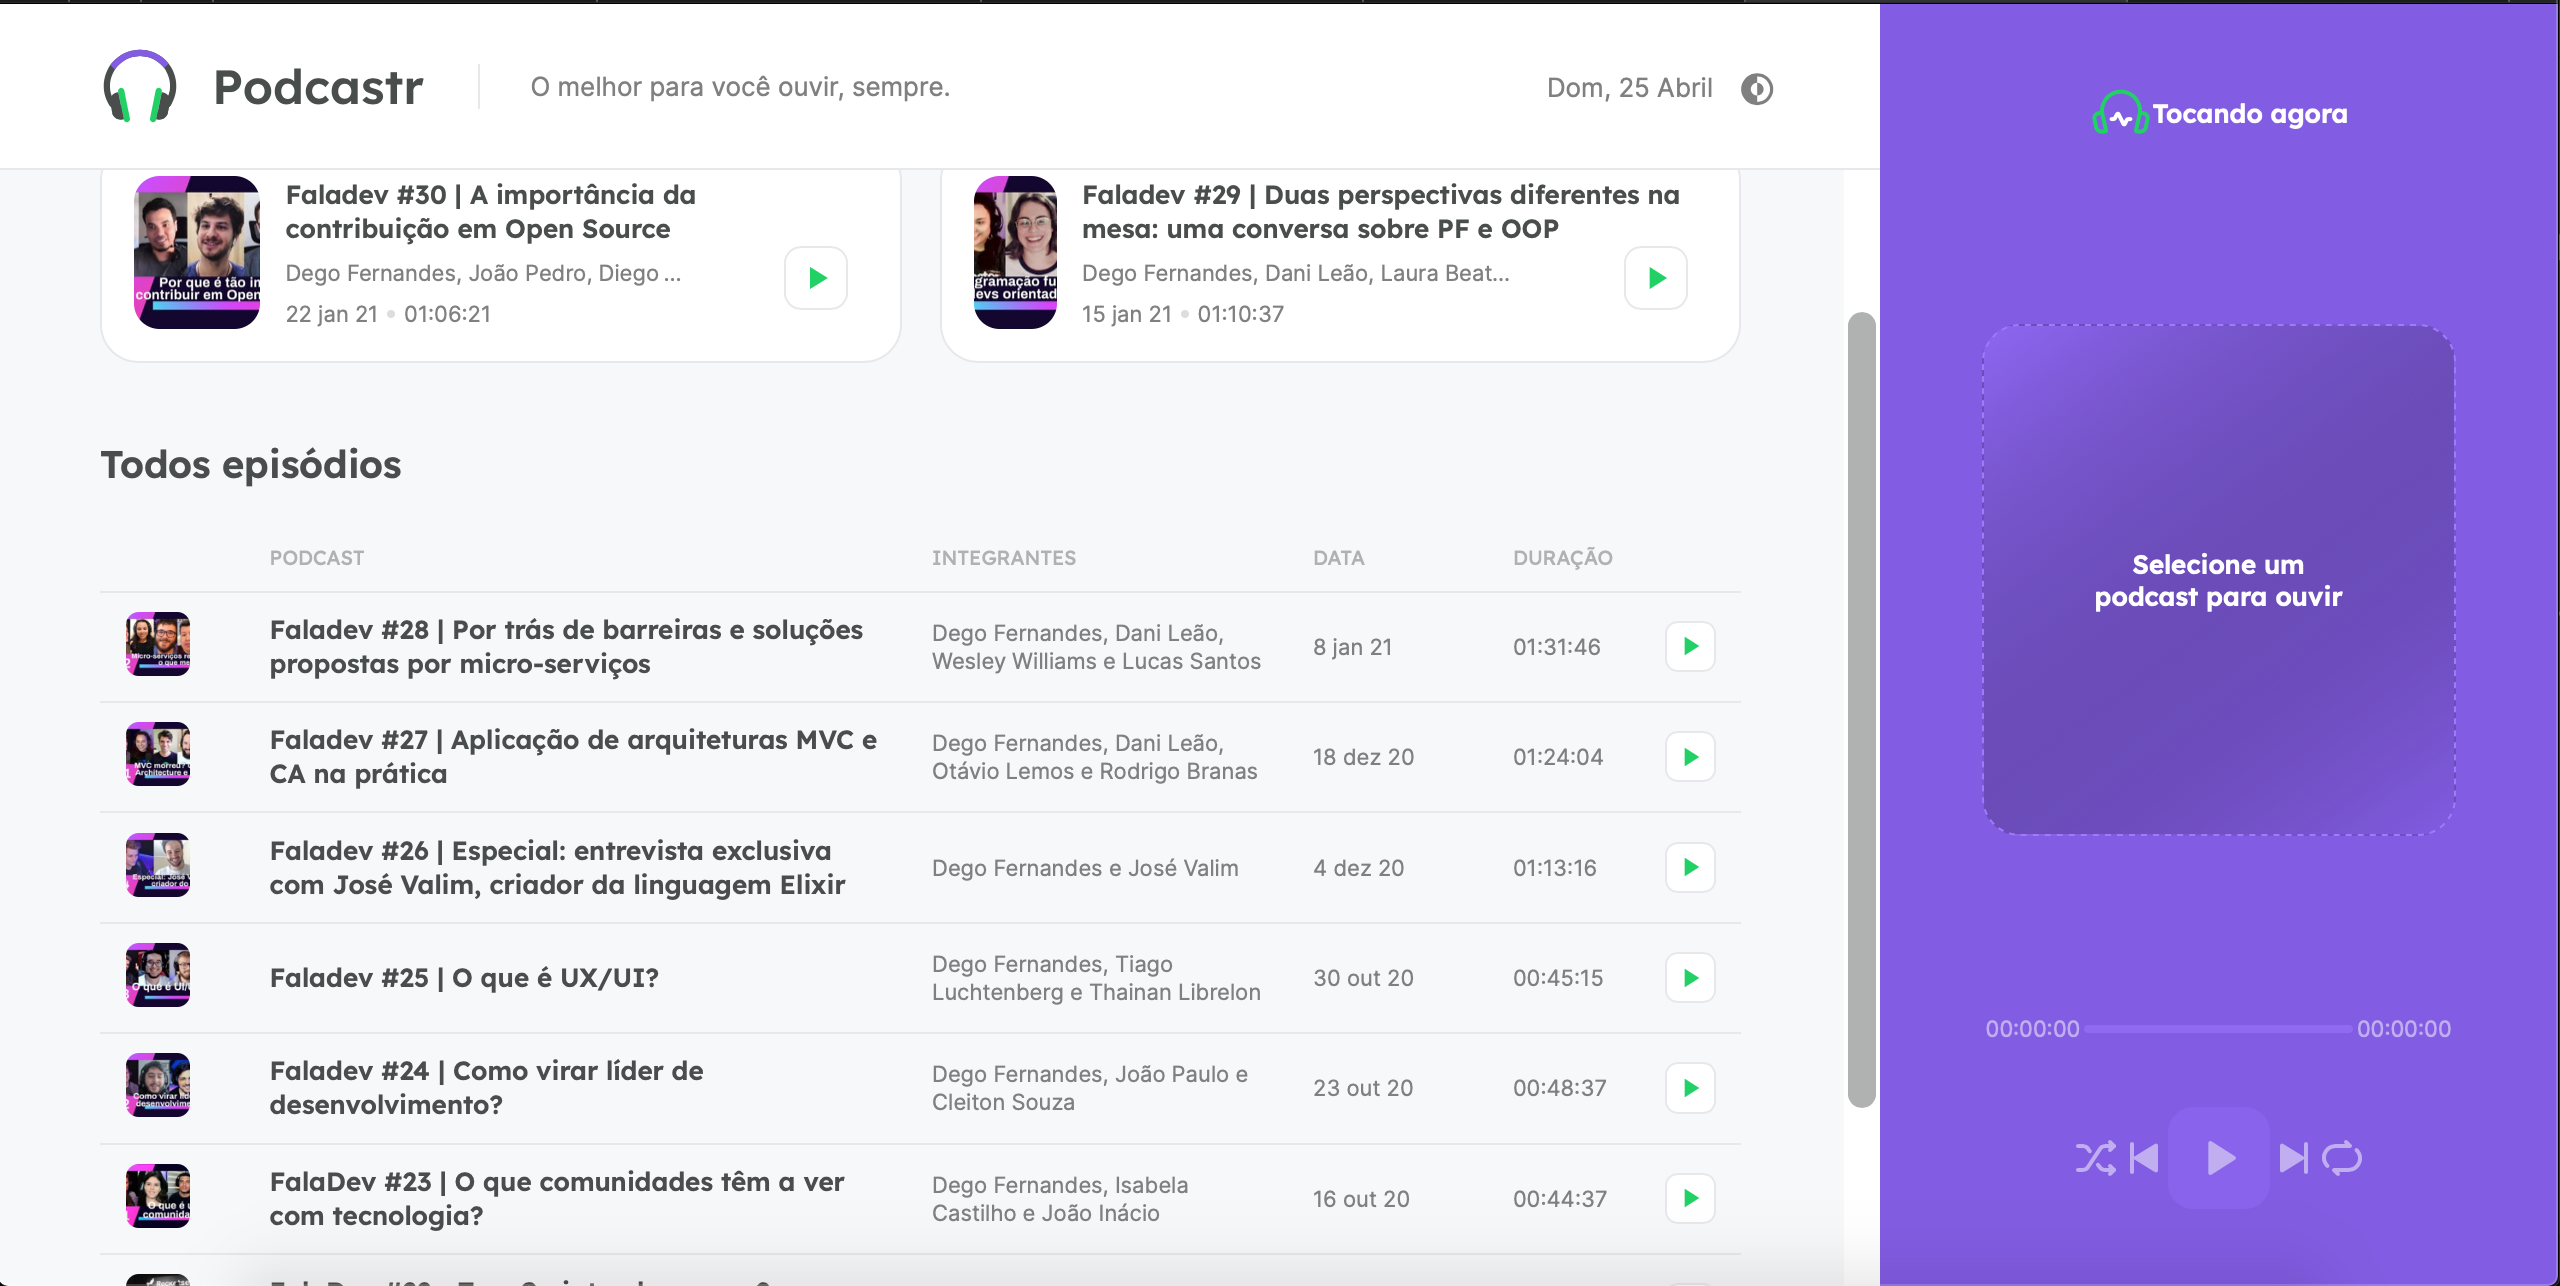 Podcastr
O melhor para você ouvir, sempre.
Dom, 25 Abril
Tocando agora
Faladev #30 | A importância da
contribuição em Open Source
Dego Fernandes, João Pedro, Diego ...
22 jan 21 • 01:06:21
Por que é tão in
contribuir em Open
Faladev #29 | Duas perspectivas diferentes na
mesa: uma conversa sobre PF e OOP
Dego Fernandes, Dani Leão, Laura Beat...
15 jan 21 • 01:10:37
gramação fu
evs orientad
Todos episódios
PODCAST INTEGRANTES DATA DURAÇÃO
Faladev #28 | Por trás de barreiras e soluções
propostas por micro-serviços
Dego Fernandes, Dani Leão,
Wesley Williams e Lucas Santos
8 jan 21
01:31:46
Faladev #27 | Aplicação de arquiteturas MVC e
CA na prática
Dego Fernandes, Dani Leão,
Otávio Lemos e Rodrigo Branas
18 dez 20
01:24:04
Faladev #26 | Especial: entrevista exclusiva
com José Valim, criador da linguagem Elixir
Dego Fernandes e José Valim
4 dez 20
01:13:16
Faladev #25 | O que é UX/UI?
Dego Fernandes, Tiago
Luchtenberg e Thainan Librelon
30 out 20
00:45:15
Faladev #24 | Como virar líder de
desenvolvimento?
Dego Fernandes, João Paulo e
Cleiton Souza
23 out 20
00:48:37
FalaDev #23 | O que comunidades têm a ver
com tecnologia?
Dego Fernandes, Isabela
Castilho e João Inácio
16 out 20
00:44:37
Selecione um
podcast para ouvir
00:00:00 00:00:00